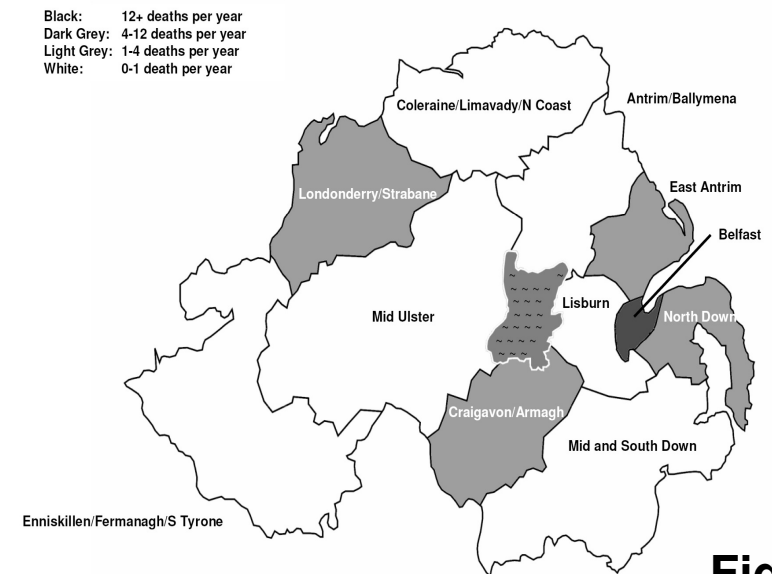 Black: 12+ deaths per year
Dark Grey: 4-12 deaths per year
Light Grey: 1-4 deaths per year
White: 0-1 death per year
Coleraine/Limavady/N Coast
Antrim/Ballymena
Londonderry/Strabane
East Antrim
Belfast
Lisburn
Mid Ulster
North Down
Craigavon/Armagh
Mid and South Down
Enniskillen/Fermanagh/S Tyrone
Fig